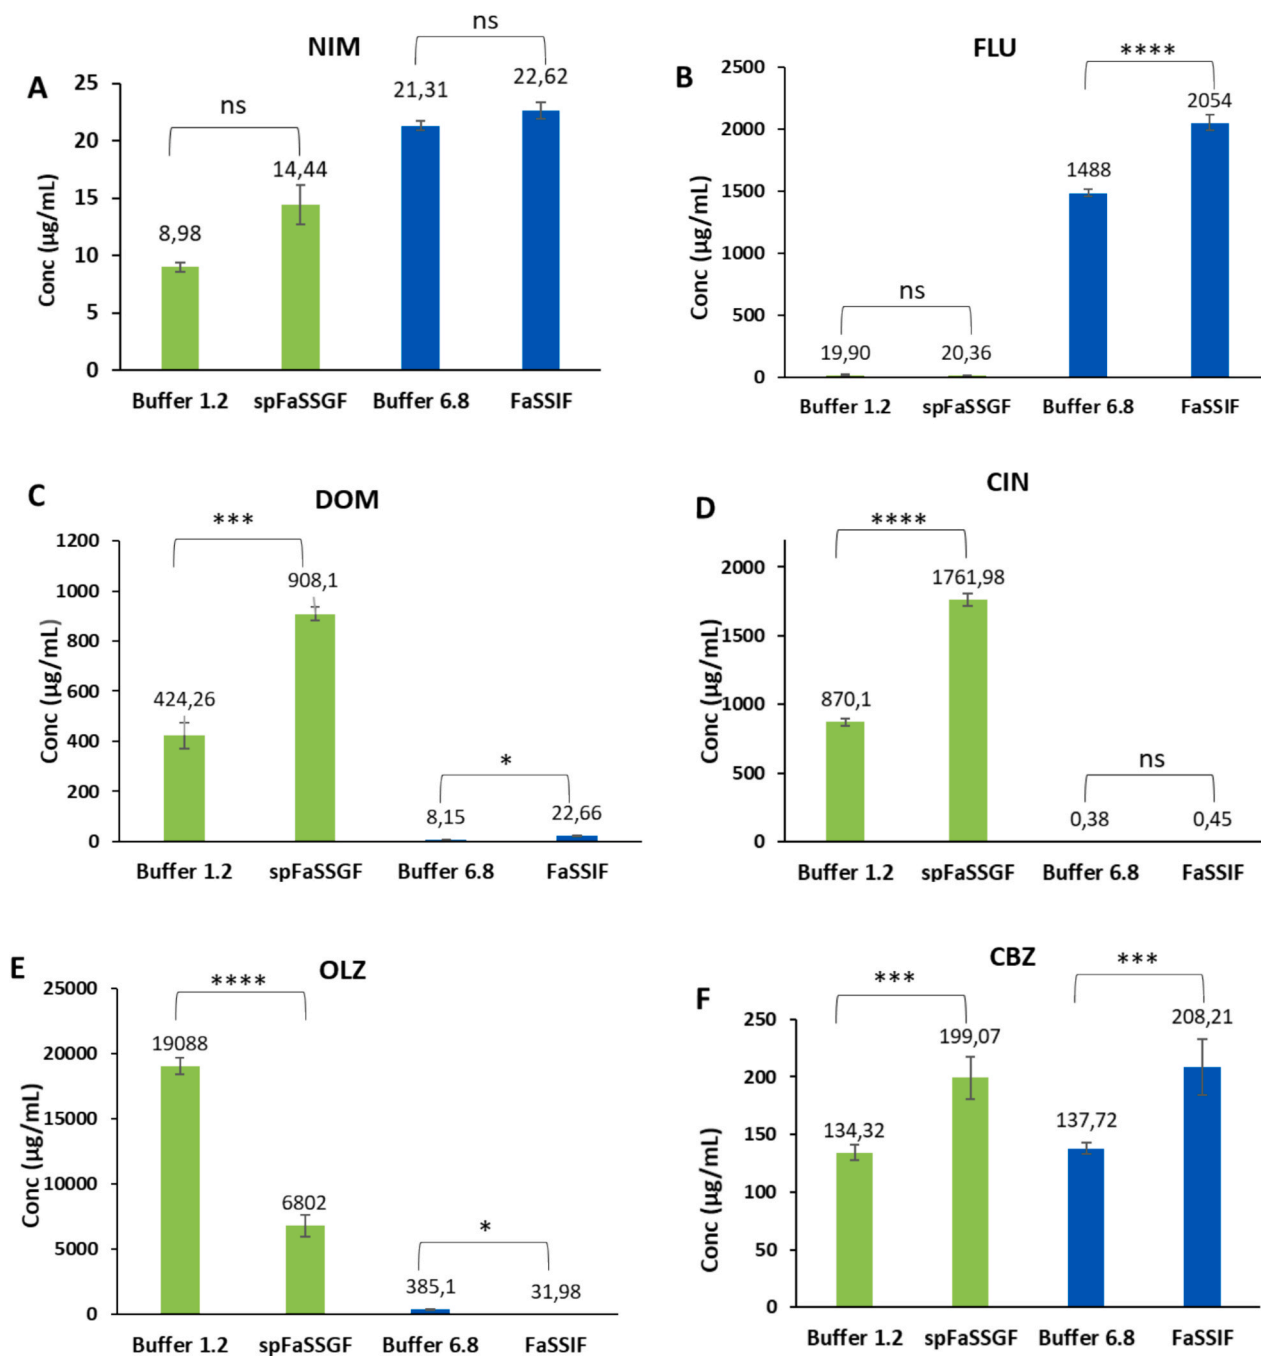 A
NIM
ns
ns
Conc (µg/mL)
25
20
15
10
5
0
8,98
14,44
21,31
22,62
Buffer 1.2 spFaSSGF Buffer 6.8 FaSSIF
B
FLU
****
ns
Conc (µg/mL)
2500
2000
1500
1000
500
0
19,90
20,36
1488
2054
Buffer 1.2 spFaSSGF Buffer 6.8 FaSSIF
C
DOM
***
*
Conc (µg/mL)
1200
1000
800
600
400
200
0
424,26
908,1
8,15
22,66
Buffer 1.2 spFaSSGF Buffer 6.8 FaSSIF
D
CIN
****
ns
Conc (µg/mL)
2000
1500
1000
500
0
870,1
1761,98
0,38
0,45
Buffer 1.2 spFaSSGF Buffer 6.8 FaSSIF
E
OLZ
****
*
Conc (µg/mL)
25000
20000
15000
10000
5000
0
19088
6802
385,1
31,98
Buffer 1.2 spFaSSGF Buffer 6.8 FaSSIF
F
CBZ
***
***
Conc (µg/mL)
250
200
150
100
50
0
134,32
199,07
137,72
208,21
Buffer 1.2 spFaSSGF Buffer 6.8 FaSSIF